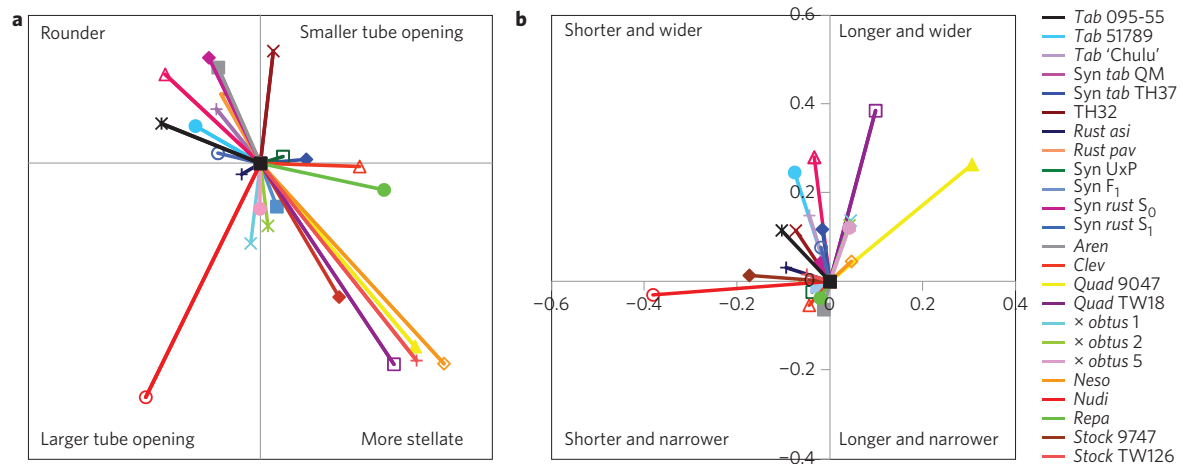 a
Rounder
Smaller tube opening
Larger tube opening
More stellate
b
Shorter and wider
Longer and wider
Shorter and narrower
Longer and narrower
0.6
0.4
0.2
0
−0.2
−0.4
−0.6
−0.4
−0.2
0
0.2
0.4
Tab 095-55
Tab 51789
Tab ‘Chulu’
Syn tab QM
Syn tab TH37
TH32
Rust asi
Rust pav
Syn UxP
Syn F1
Syn rust S0
Syn rust S1
Aren
Clev
Quad 9047
Quad TW18
× obtus 1
× obtus 2
× obtus 5
Neso
Nudi
Repa
Stock 9747
Stock TW126